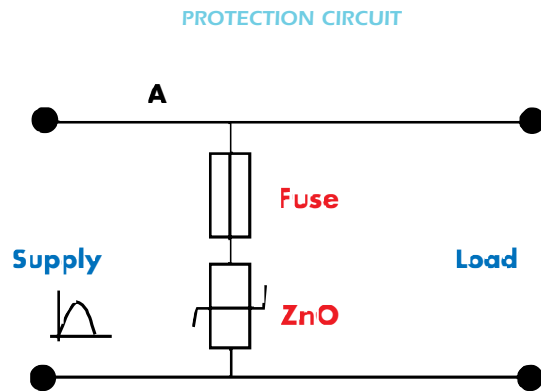 PROTECTION CIRCUIT
A
Fuse
Supply
Load
ZnO